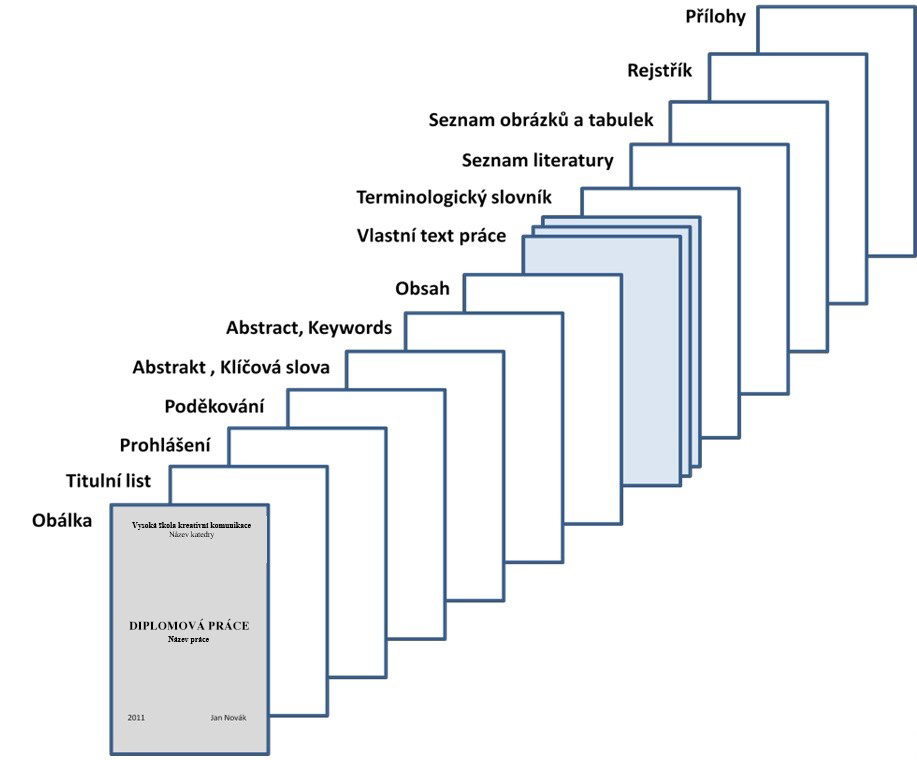 Přílohy
Rejstřík
Seznam obrázků a tabulek
Seznam literatury
Terminologický slovník
Vlastní text práce
Obsah
Abstract, Keywords
Abstrakt , Klíčová slova
Poděkování
Prohlášení
Titulní list
Obálka
Vysoká škola kreativní komunikace
Název katedry
DIPLOMOVÁ PRÁCE
Název práce
2011 Jan Novák